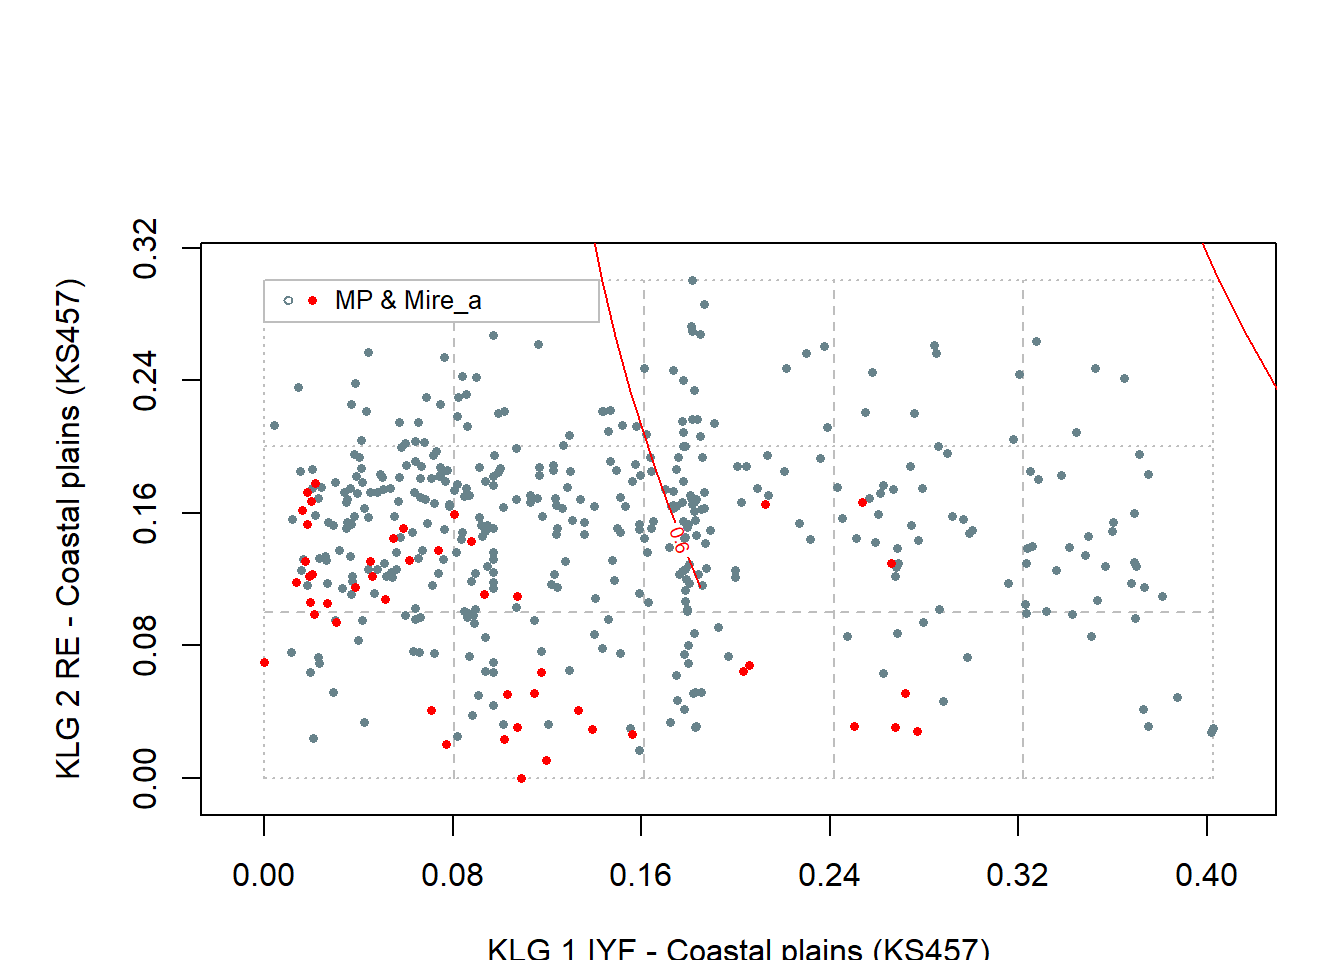 MP & Mire_a
0.6
KLG 2 RE - Coastal plains (KS457)
0.32
0.24
0.16
0.08
0.00
0.00 0.08 0.16 0.24 0.32 0.40
KLG 1 IYF - Coastal plains (KS457)